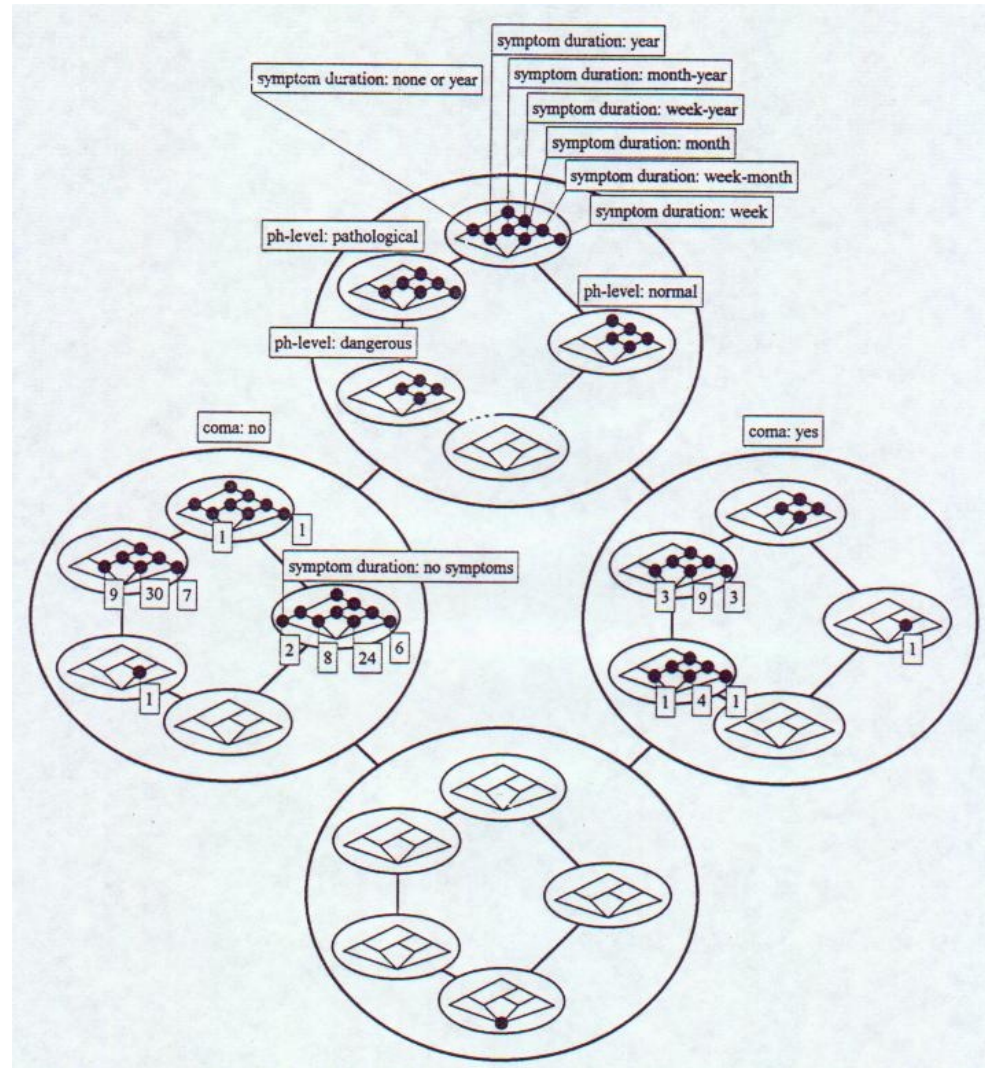 symptom duration: year
symptom duration: none or year
symptom duration: month-year
symptom duration: week-year
symptom duration: month
symptom duration: week-month
symptom duration: week
ph-level: pathological
ph-level: normal
ph-level: dangerous
coma: no
coma: yes
1
1
9
30
7
symptom duration: no symptoms
2
8
24
6
1
3
9
3
1
1
4
1